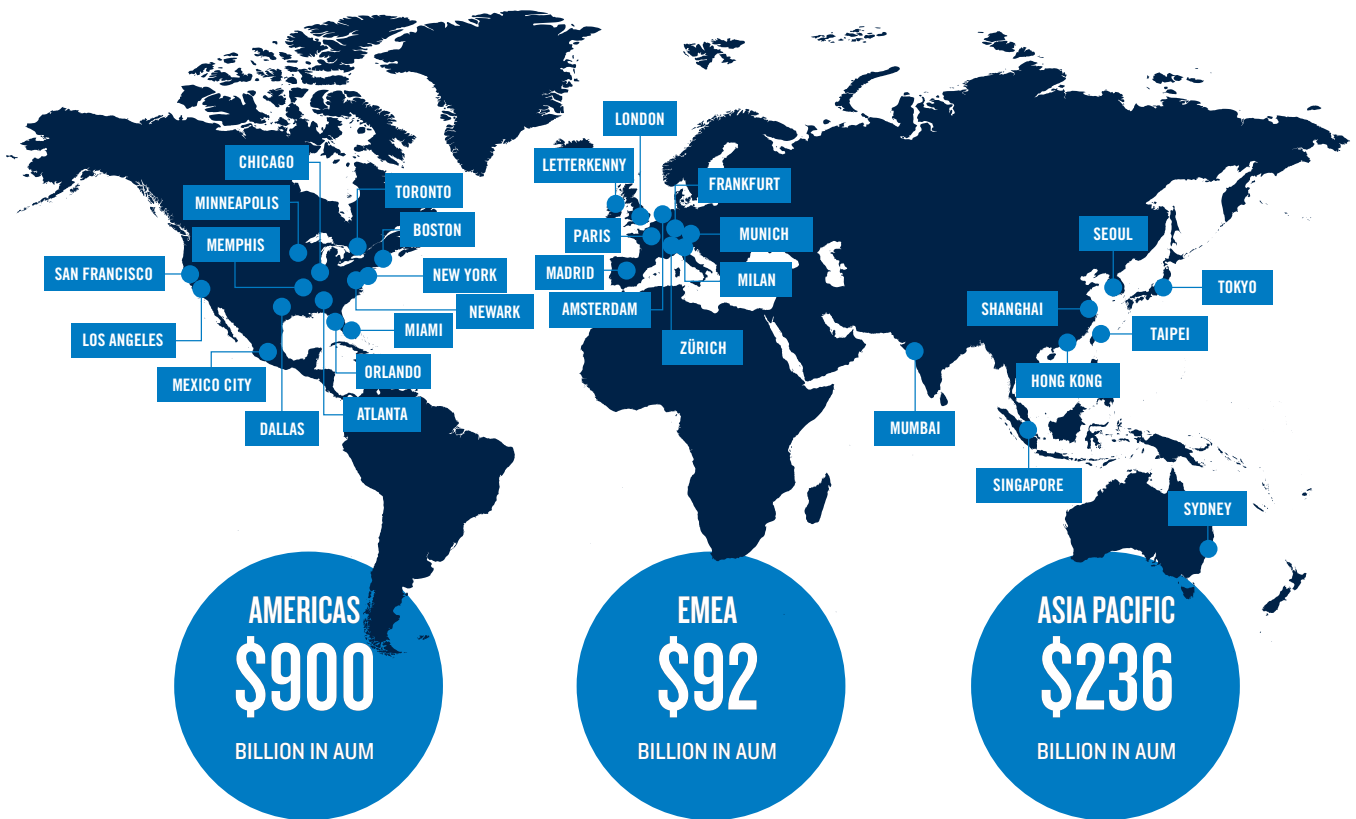 LONDON
CHICAGO
LETTERKENNY
FRANKFURT
TORONTO
MINNEAPOLIS
BOSTON
MEMPHIS
PARIS
MUNICH
SEOUL
SAN FRANCISCO
NEW YORK
MADRID
MILAN
TOKYO
NEWARK
AMSTERDAM
SHANGHAI
LOS ANGELES
MIAMI
ZÜRICH
TAIPEI
MEXICO CITY
ORLANDO
HONG KONG
DALLAS
ATLANTA
MUMBAI
SINGAPORE
SYDNEY
AMERICAS
$900
BILLION IN AUM
EMEA
$92
BILLION IN AUM
ASIA PACIFIC
$236
BILLION IN AUM